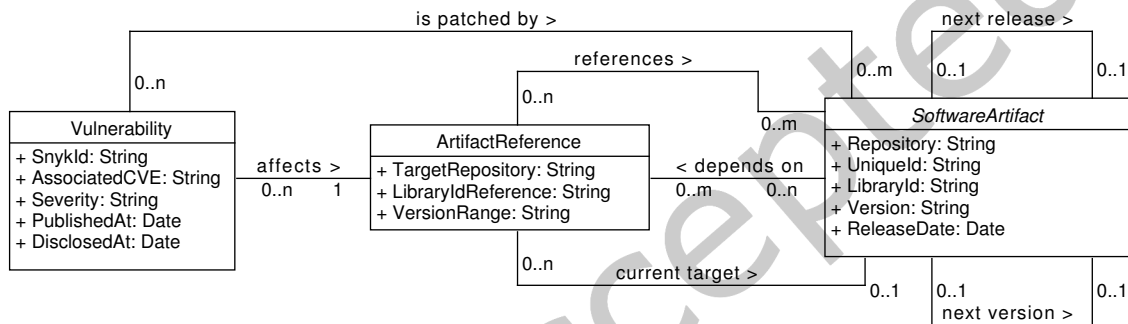 is patched by >
next release >
references >
0..n
0..n
0..m
0..1
0..1
0..m
Vulnerability
+ SnykId: String
+ AssociatedCVE: String
+ Severity: String
+ PublishedAt: Date
+ DisclosedAt: Date
affects >
0..n
1
ArtifactReference
+ TargetRepository: String
+ LibraryIdReference: String
+ VersionRange: String
< depends on
0..m
0..n
SoftwareArtifact
+ Repository: String
+ UniqueId: String
+ LibraryId: String
+ Version: String
+ ReleaseDate: Date
0..n
current target >
0..1
0..1
0..1
next version >
cepte